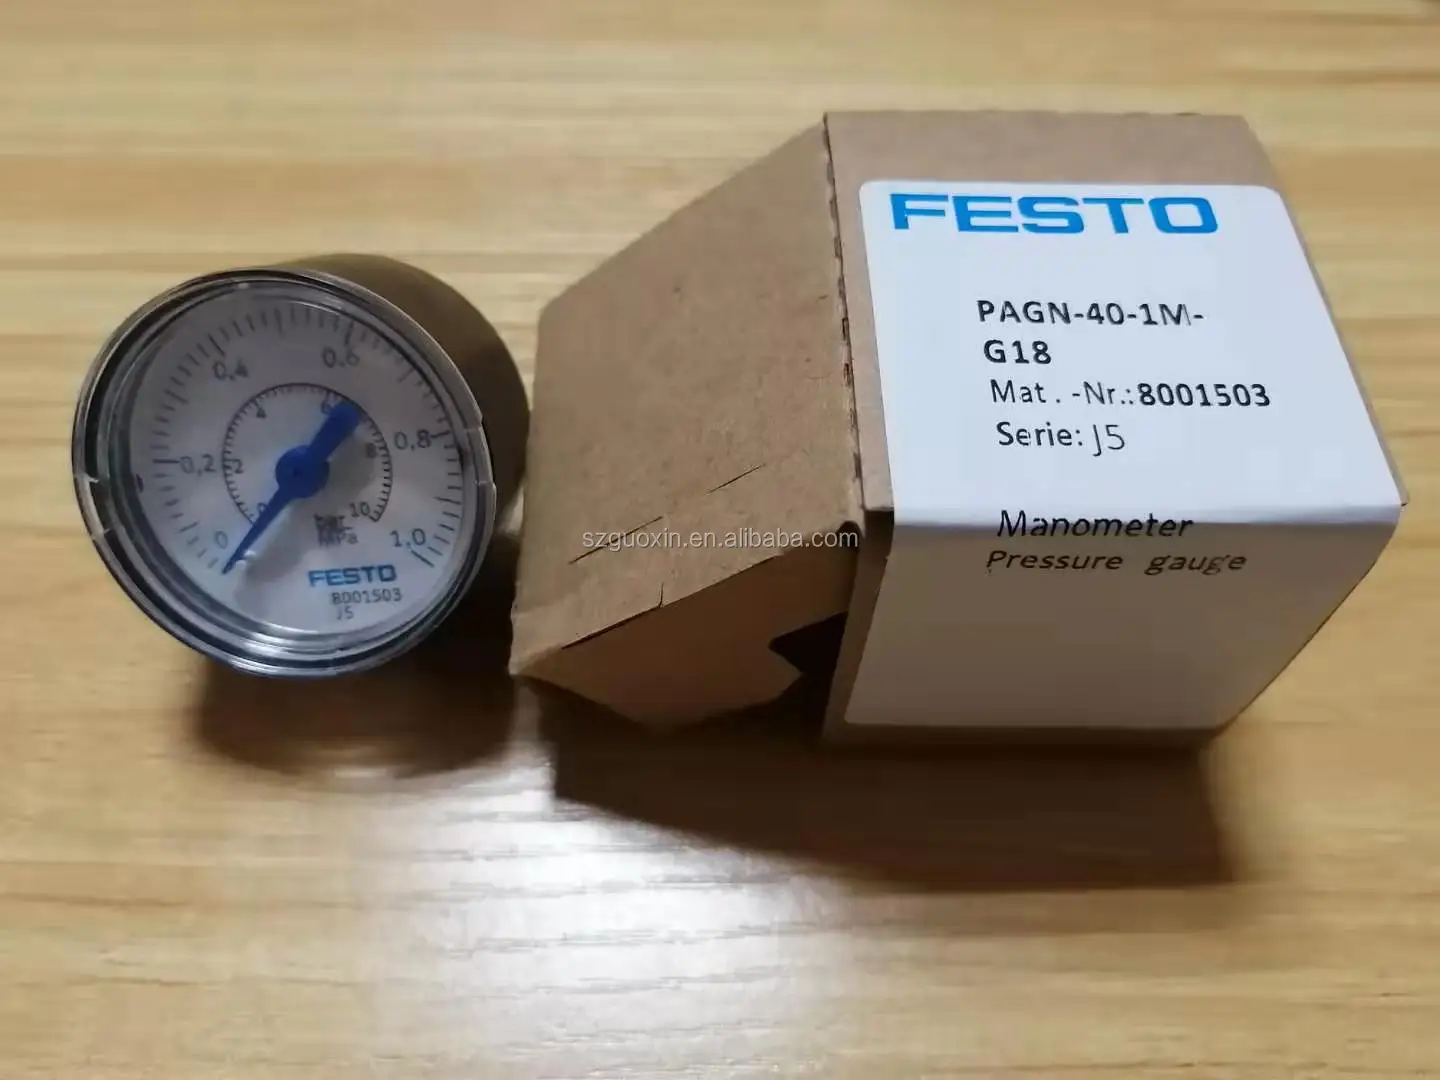 FESTO
PAGN-40-1M-
G18
Mat. -Nr.:8001503
Serie: J5
Manometer
Pressure gauge
szguoxin.en.alibaba.com
0,4
0,6
0,2
0,8
0
1,0
2
4
6
8
0
10
bar
MPa
FESTO
8001503
J5